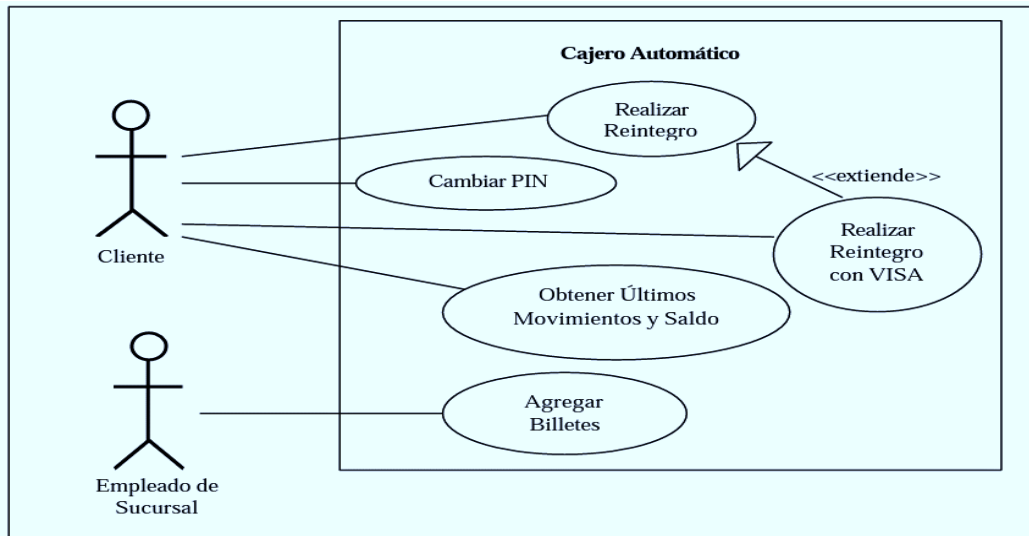 Cajero Automático
Realizar
Reintegro
<<extiende>>
Cambiar PIN
Realizar
Reintegro
con VISA
Cliente
Obtener Últimos
Movimientos y Saldo
Agregar
Billetes
Empleado de
Sucursal